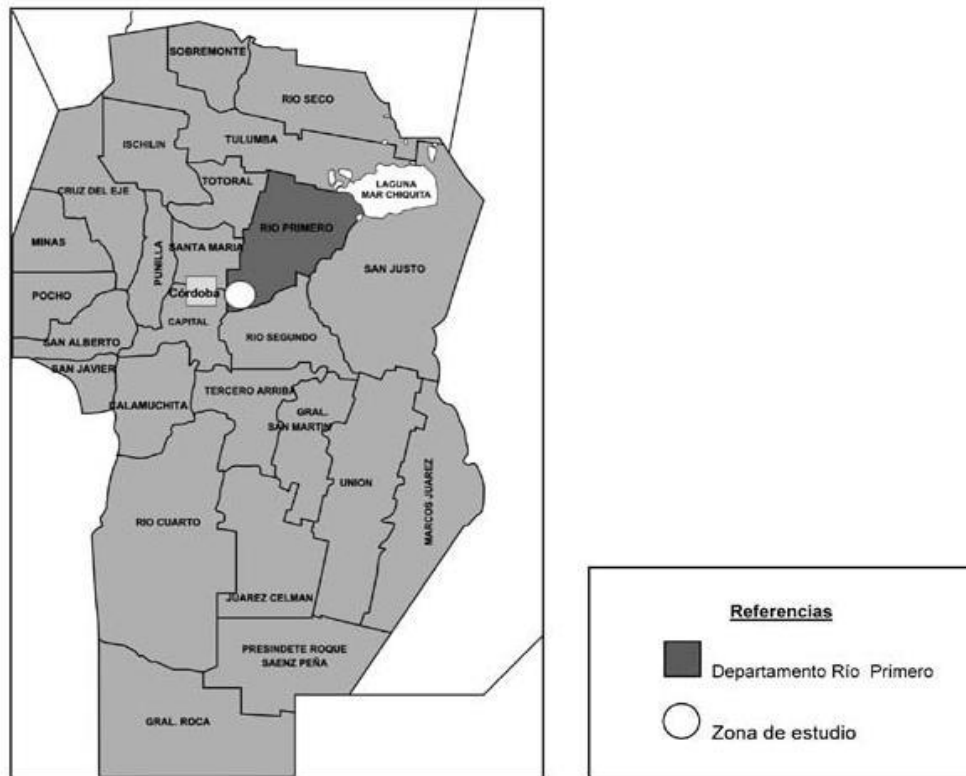 SOBREMONTE
RIO SECO
ISCHILIN
TULUMBA
TOTORAL
LAGUNA
MAR CHIQUITA
CRUZ DEL EJE
RIO PRIMERO
MINAS
SANTA MARIA
PUNILLA
SAN JUSTO
POCHO
Córdoba
CAPITAL
SAN ALBERTO
RIO SEGUNDO
SAN JAVIER
CALAMUCHITA
TERCERO ARRIBA
GRAL.
SAN MARTIN
UNION
MARCOS JUAREZ
RIO CUARTO
JUAREZ CELMAN
PRESINDETE ROQUE
SAENZ PEÑA
GRAL. ROCA
Referencias
Departamento Río Primero
Zona de estudio